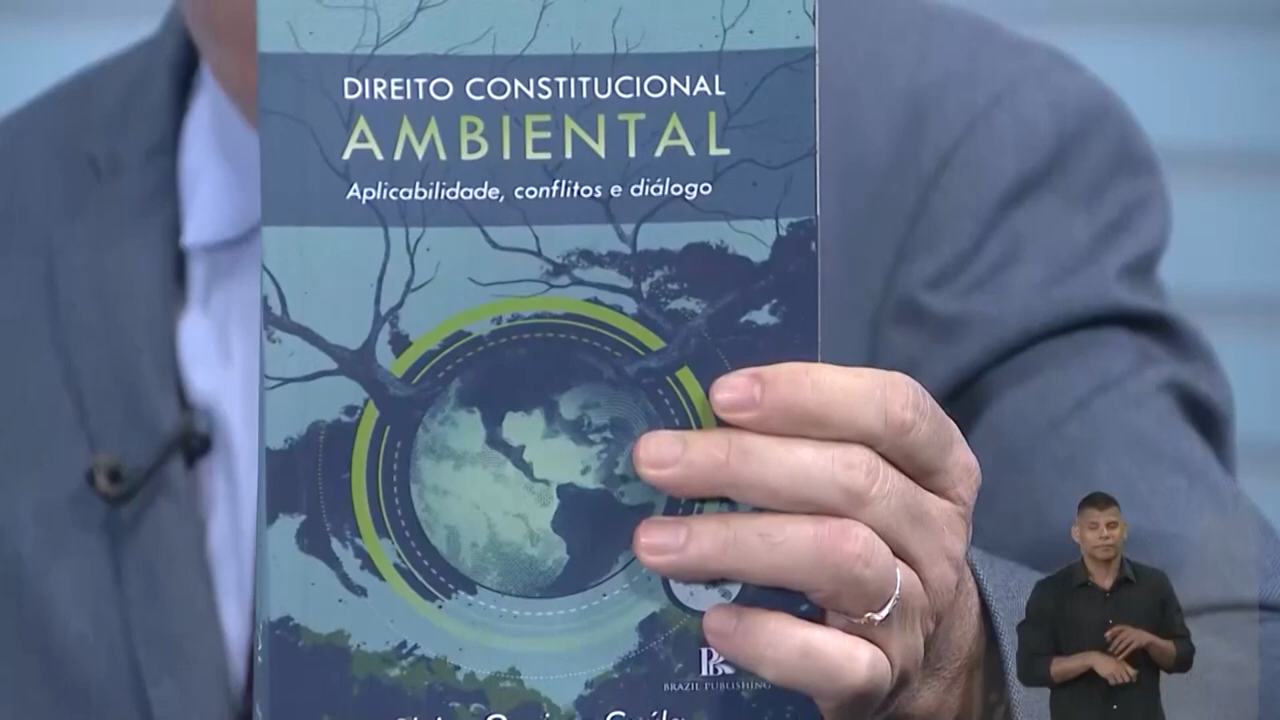 DIREITO CONSTITUCIONAL
AMBIENTAL
Aplicabilidade, conflitos e diálogo
BRAZIL PUBLISHING